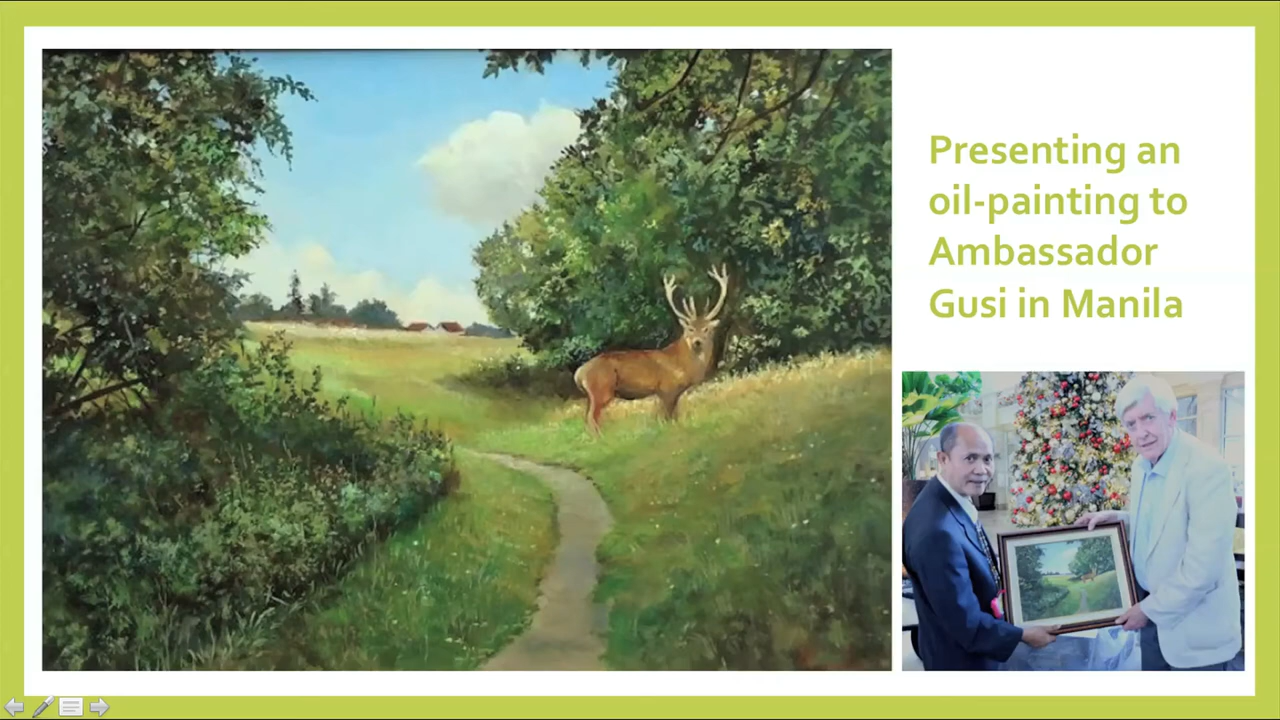 Presenting an
oil-painting to
Ambassador
Gusi in Manila